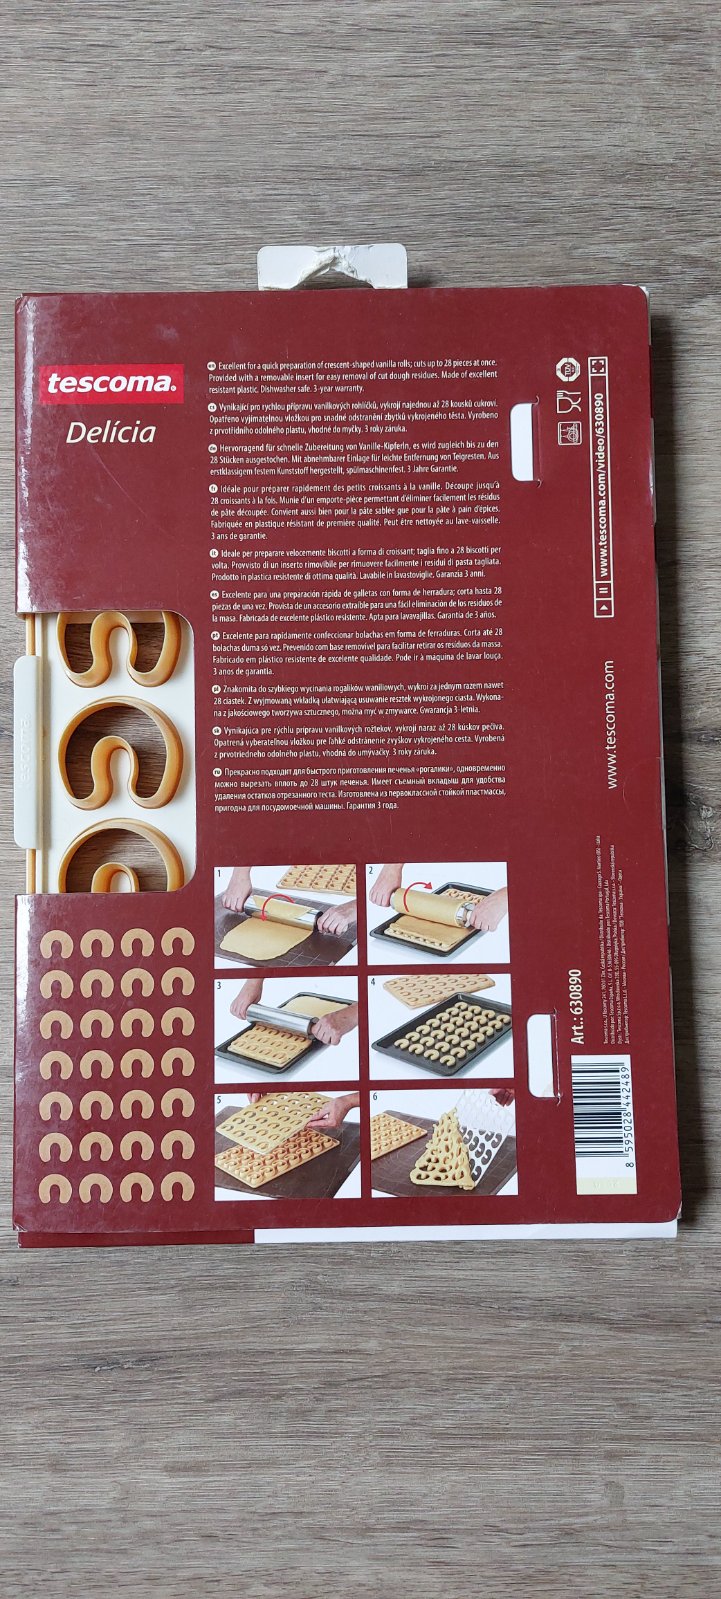 tescoma.
Delícia
en Excellent for a quick preparation of crescent-shaped vanilla rolls; cuts up to 28 pieces at once.
Provided with a removable insert for easy removal of cut dough residues. Made of excellent
resistant plastic. Dishwasher safe. 3-year warranty.
cs Vynikající pro rychlou přípravu vanilkových rohlíčků, vykrojí najednou až 28 kousků cukroví.
Opatřeno vyjímatelnou vložkou pro snadné odstranění zbytků vykrojeného těsta. Vyrobeno
z prvotřídního odolného plastu, vhodné do myčky. 3 roky záruka.
de Hervorragend für schnelle Zubereitung von Vanille-Kipferln, es wird zugleich bis zu den
28 Stücken ausgestochen. Mit abnehmbarer Einlage für leichte Entfernung von Teigresten. Aus
erstklassigem festem Kunststoff hergestellt, spülmaschinenfest. 3 Jahre Garantie.
fr Idéale pour préparer rapidement des petits croissants à la vanille. Découpe jusqu'à
28 croissants à la fois. Munie d'un emporte-pièce permettant d'éliminer facilement les résidus
de pâte découpée. Convient aussi bien pour la pâte sablée que pour la pâte à pain d'épices.
Fabriquée en plastique résistant de première qualité. Peut être nettoyée au lave-vaisselle.
3 ans de garantie.
it Ideale per preparare velocemente biscotti a forma di croissant; taglia fino a 28 biscotti per
volta. Provvisto di un inserto rimovibile per rimuovere facilmente i residui di pasta tagliata.
Prodotto in plastica resistente di ottima qualità. Lavabile in lavastoviglie. Garanzia 3 anni.
es Excelente para una preparación rápida de galletas con forma de herradura; corta hasta 28
piezas de una vez. Provista de un accesorio extraíble para una fácil eliminación de los residuos de
la masa. Fabricada de excelente plástico resistente. Apta para lavavajillas. Garantía de 3 años.
pt Excelente para rapidamente confeccionar bolachas em forma de ferraduras. Corta até 28
bolachas duma só vez. Prevenido com base removível para facilitar retirar os resíduos da massa.
Fabricado em plástico resistente de excelente qualidade. Pode ir à maquina de lavar louça.
3 anos de garantia.
pl Znakomita do szybkiego wycinania rogalików waniliowych, wykroi za jednym razem nawet
28 ciastek. Z wyjmowaną wkładką ułatwiającą usuwanie resztek wykrojonego ciasta. Wykona-
na z jakościowego tworzywa sztucznego, można myć w zmywarce. Gwarancja 3-letnia.
sk Vynikajúca pre rýchlu prípravu vanilkových rožtekov, vykrojí naraz až 28 kúskov pečiva.
Opatrená vyberateľnou vložkou pre ľahké odstránenie zvyškov vykrojeného cesta. Vyrobená
z prvotriedneho odolného plastu, vhodná do umývačky. 3 roky záruka.
ru Прекрасно подходит для быстрого приготовления печенья «рогалики», одновременно
можно вырезать вплоть до 28 штук печенья. Имеет съемный вкладыш для удобства
удаления остатков отрезанного теста. Изготовлена из первоклассной стойкой пластмассы,
пригодна для посудомоечной машины. Гарантия 3 года.
tescoma
1
2
3
4
5
6
www.tescoma.com/video/630890
www.tescoma.com
Art.: 630890
8 595028 442489